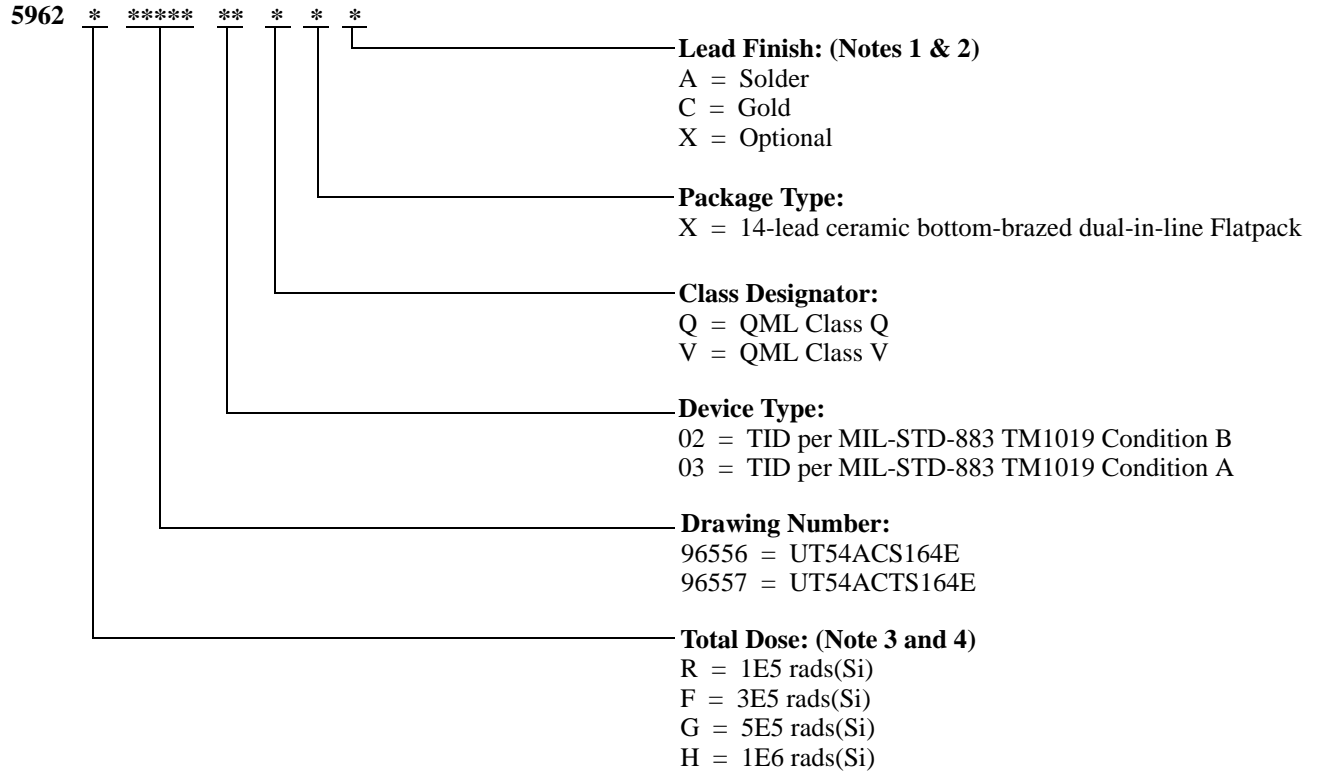 5962 * ***** ** * * *
Lead Finish: (Notes 1 & 2)
A = Solder
C = Gold
X = Optional
Package Type:
X = 14-lead ceramic bottom-brazed dual-in-line Flatpack
Class Designator:
Q = QML Class Q
V = QML Class V
Device Type:
02 = TID per MIL-STD-883 TM1019 Condition B
03 = TID per MIL-STD-883 TM1019 Condition A
Drawing Number:
96556 = UT54ACS164E
96557 = UT54ACTS164E
Total Dose: (Note 3 and 4)
R = 1E5 rads(Si)
F = 3E5 rads(Si)
G = 5E5 rads(Si)
H = 1E6 rads(Si)